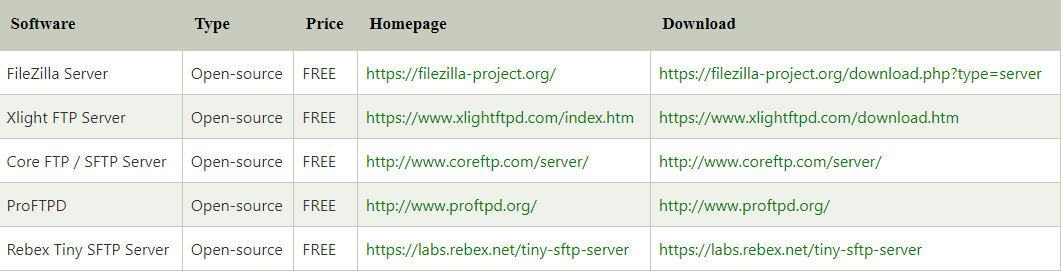 Software Type Price Homepage Download
FileZilla Server Open-source FREE https://filezilla-project.org/ https://filezilla-project.org/download.php?type=server
Xlight FTP Server Open-source FREE https://www.xlightftpd.com/index.htm https://www.xlightftpd.com/download.htm
Core FTP / SFTP Server Open-source FREE http://www.coreftp.com/server/ http://www.coreftp.com/server/
ProFTPD Open-source FREE http://www.proftpd.org/ http://www.proftpd.org/
Rebex Tiny SFTP Server Open-source FREE https://labs.rebex.net/tiny-sftp-server https://labs.rebex.net/tiny-sftp-server